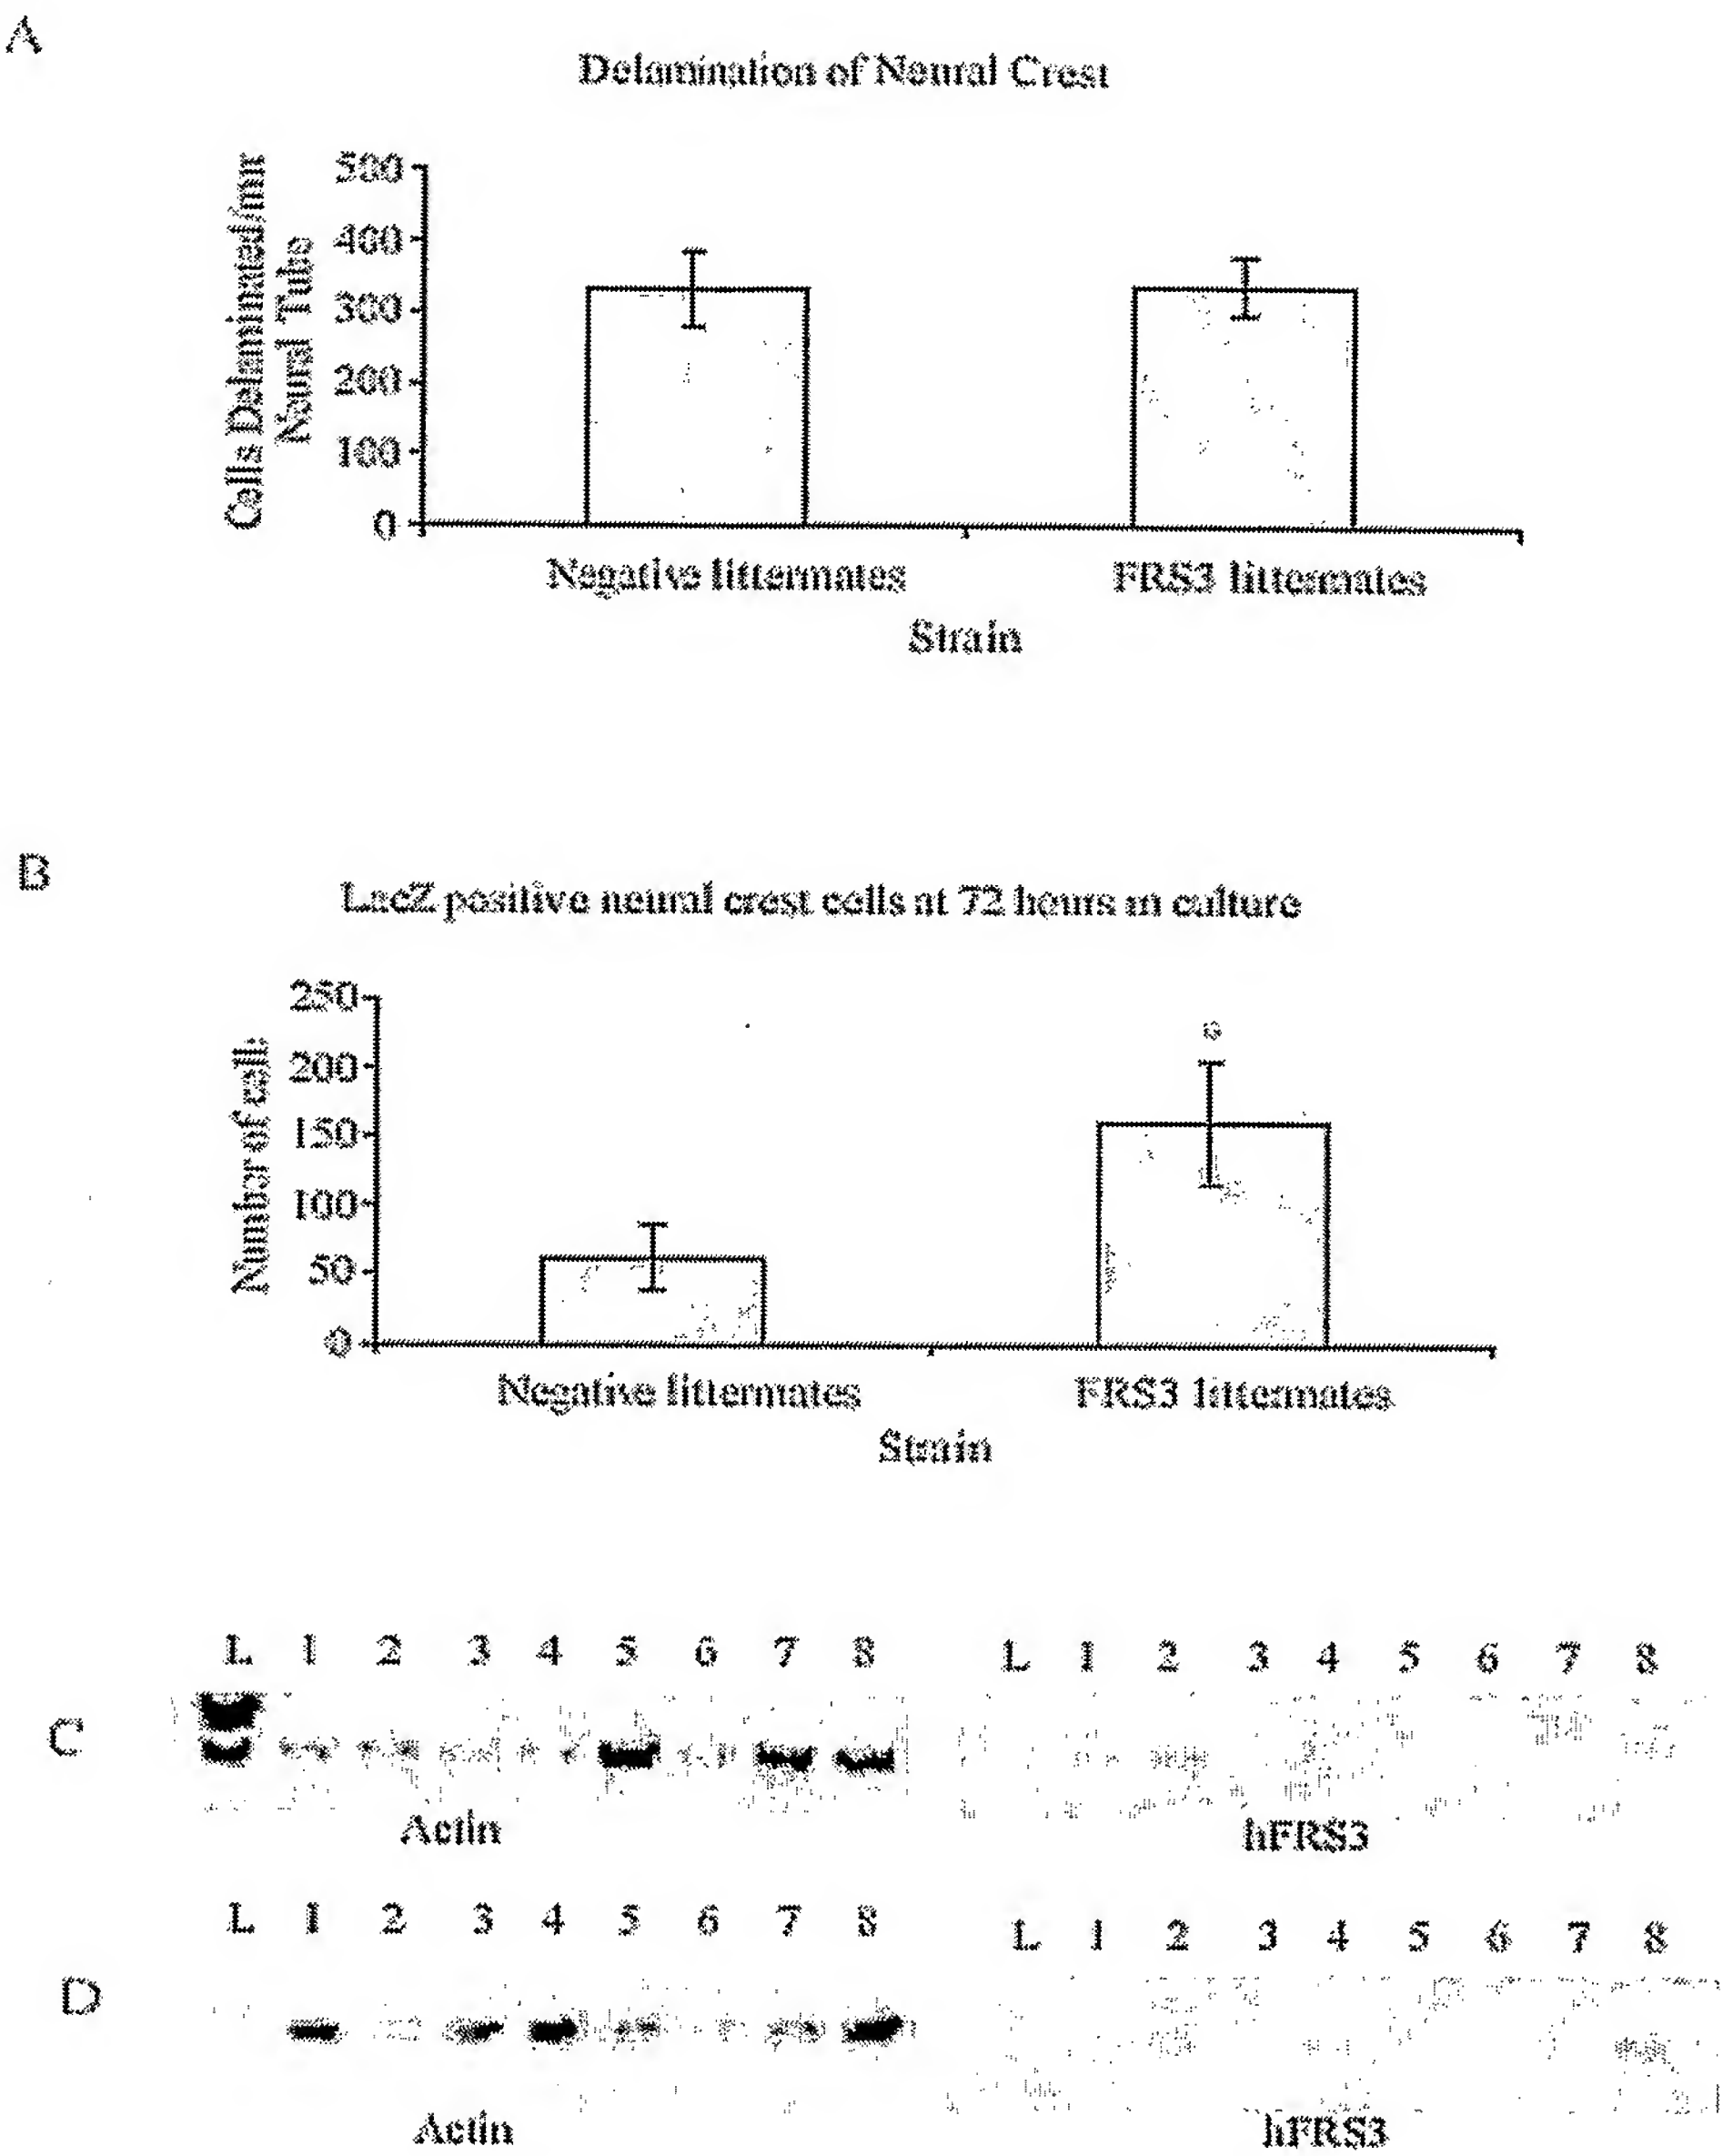 A
Delamination of Neural Crest
Cells Delaminated/mm
Neural Tube
500
400
300
200
100
0
Negative littermates
FRS3 littermates
Strain
B
LacZ positive neural crest cells at 72 hours in culture
Number of cells
250
200
150
100
50
0
Negative littermates
FRS3 littermates
Strain
L 1 2 3 4 5 6 7 8
L 1 2 3 4 5 6 7 8
C
Actin
hFRS3
L 1 2 3 4 5 6 7 8
L 1 2 3 4 5 6 7 8
D
Actin
hFRS3